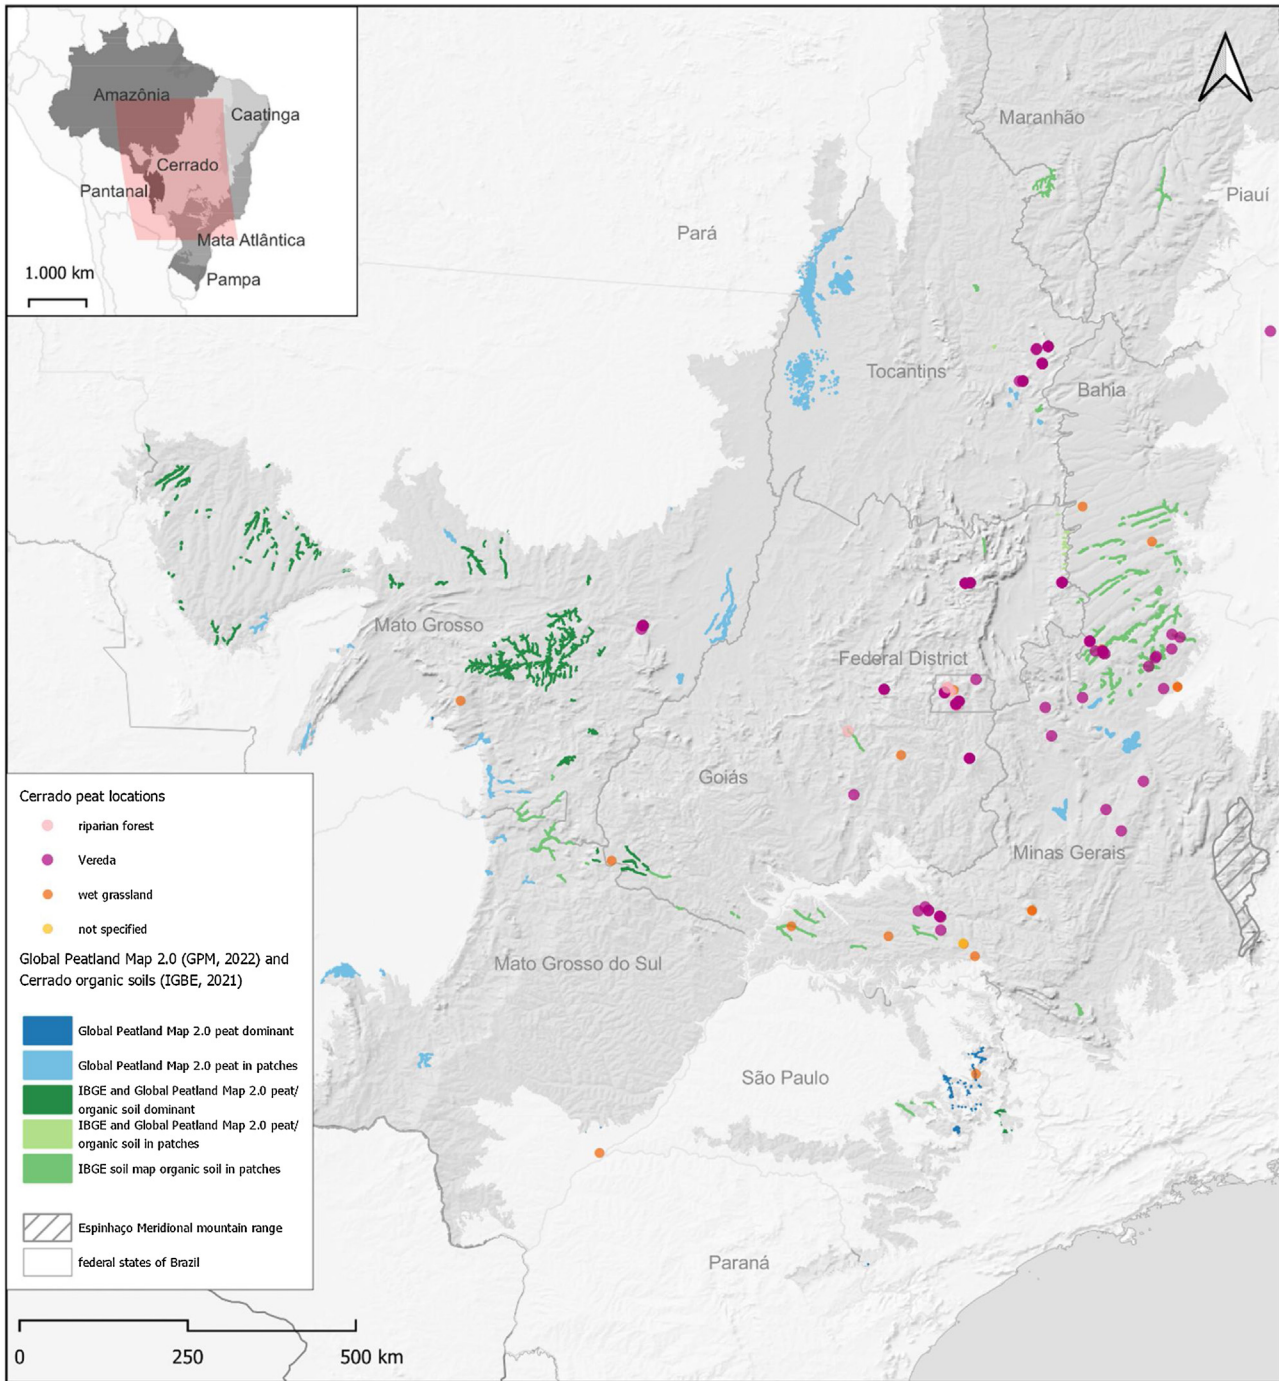 Amazônia
Caatinga
Cerrado
Pantanal
Mata Atlântica
Pampa
1.000 km
Maranhão
Piauí
Pará
Tocantins
Bahia
Mato Grosso
Federal District
Goiás
Minas Gerais
Mato Grosso do Sul
São Paulo
Paraná
Cerrado peat locations
riparian forest
Vereda
wet grassland
not specified
Global Peatland Map 2.0 (GPM, 2022) and
Cerrado organic soils (IGBE, 2021)
Global Peatland Map 2.0 peat dominant
Global Peatland Map 2.0 peat in patches
IBGE and Global Peatland Map 2.0 peat/
organic soil dominant
IBGE and Global Peatland Map 2.0 peat/
organic soil in patches
IBGE soil map organic soil in patches
Espinhaço Meridional mountain range
federal states of Brazil
0 250 500 km